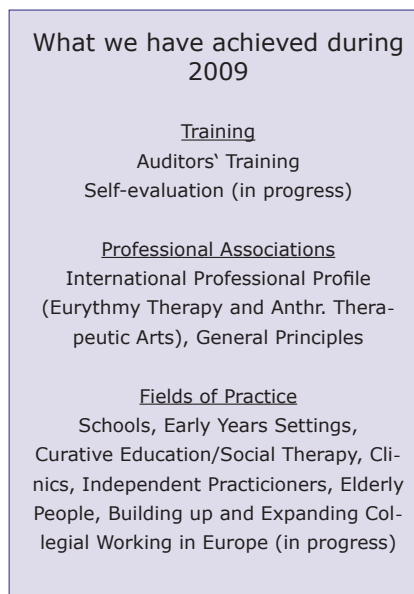 What we have achieved during
2009
Training
Auditors‘ Training
Self-evaluation (in progress)
Professional Associations
International Professional Profile
(Eurythmy Therapy and Anthr. Thera-
peutic Arts), General Principles
Fields of Practice
Schools, Early Years Settings,
Curative Education/Social Therapy, Cli-
nics, Independent Practicioners, Elderly
People, Building up and Expanding Col-
legial Working in Europe (in progress)